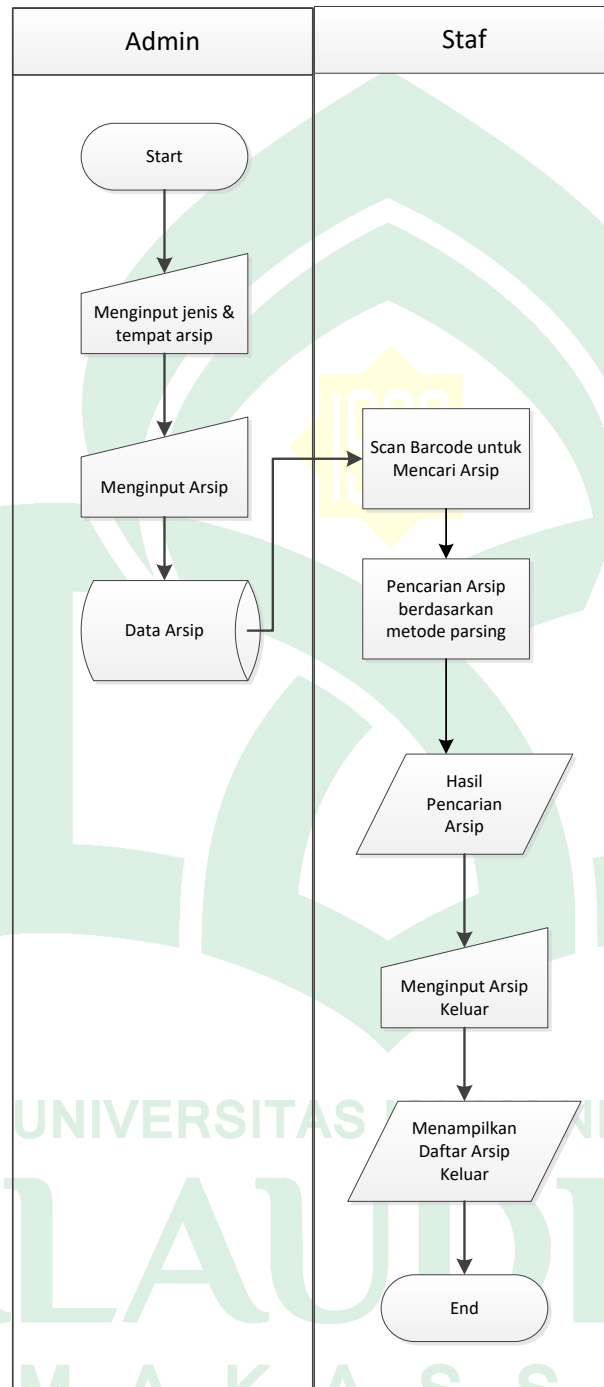 Admin
Staf
Start
Menginput jenis &
tempat arsip
Menginput Arsip
Data Arsip
Scan Barcode untuk
Mencari Arsip
Pencarian Arsip
berdasarkan
metode parsing
Hasil
Pencarian
Arsip
Menginput Arsip
Keluar
Menampilkan
Daftar Arsip
Keluar
End
UNIVERSITAS